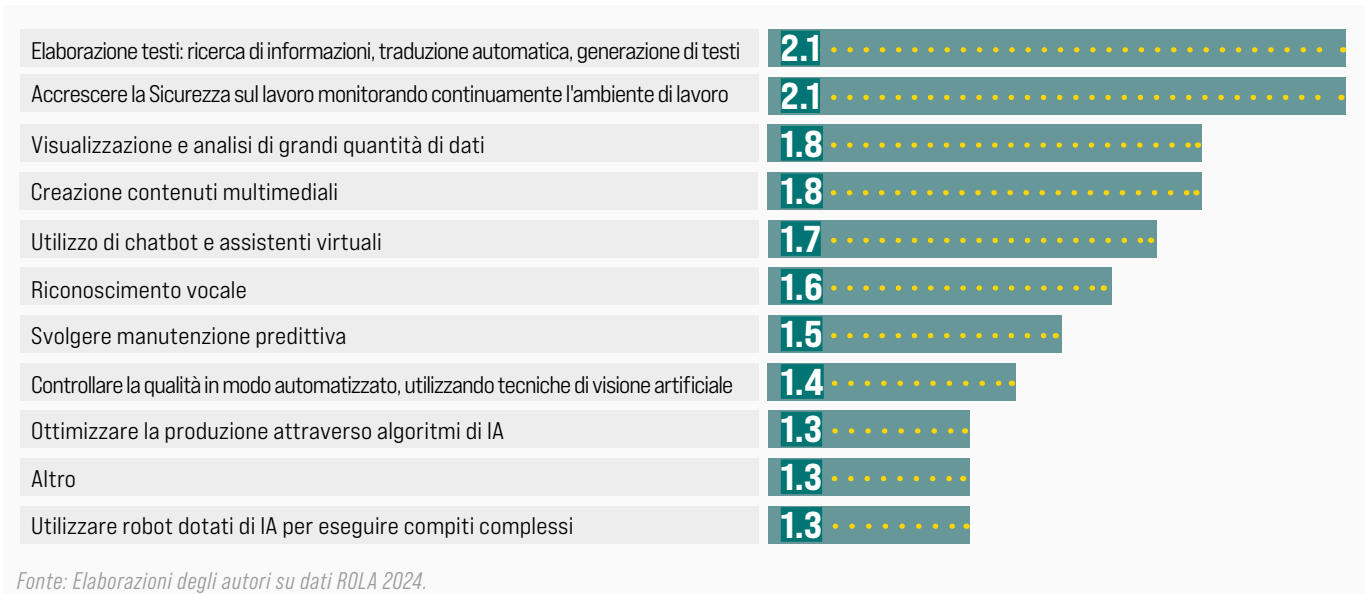 Elaborazione testi: ricerca di informazioni, traduzione automatica, generazione di testi 2.1
Accrescere la Sicurezza sul lavoro monitorando continuamente l'ambiente di lavoro 2.1
Visualizzazione e analisi di grandi quantità di dati 1.8
Creazione contenuti multimediali 1.8
Utilizzo di chatbot e assistenti virtuali 1.7
Riconoscimento vocale 1.6
Svolgere manutenzione predittiva 1.5
Controllare la qualità in modo automatizzato, utilizzando tecniche di visione artificiale 1.4
Ottimizzare la produzione attraverso algoritmi di IA 1.3
Altro 1.3
Utilizzare robot dotati di IA per eseguire compiti complessi 1.3
Fonte: Elaborazioni degli autori su dati ROLA 2024.